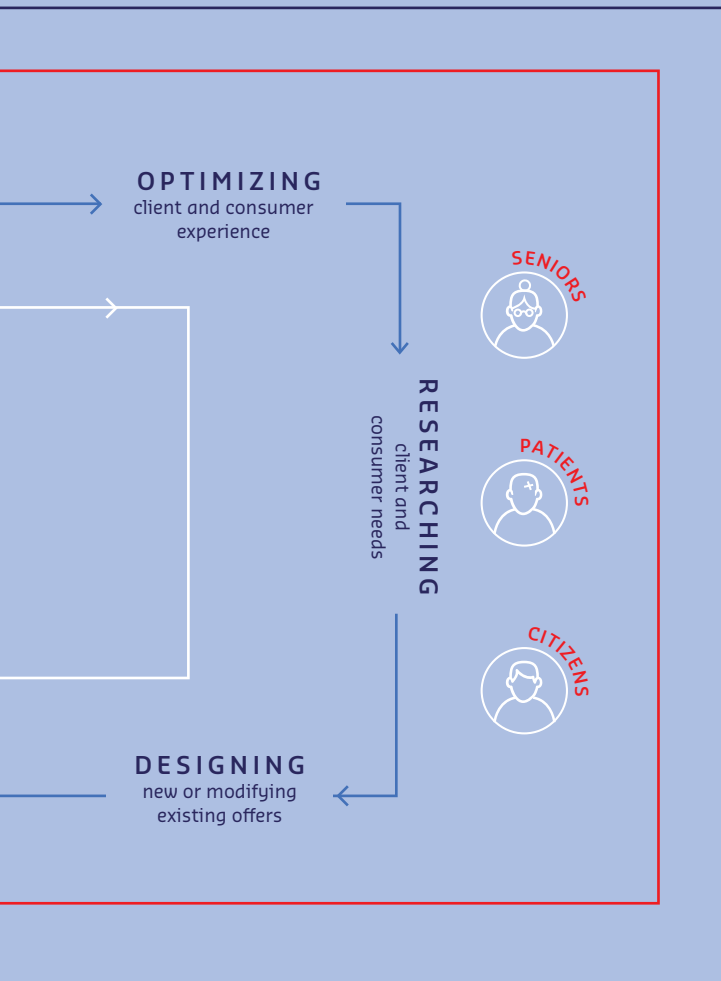 OPTIMIZING
client and consumer
experience
SENIORS
RESEARCHING
client and
consumer needs
PATIENTS
CITIZENS
DESIGNING
new or modifying
existing offers